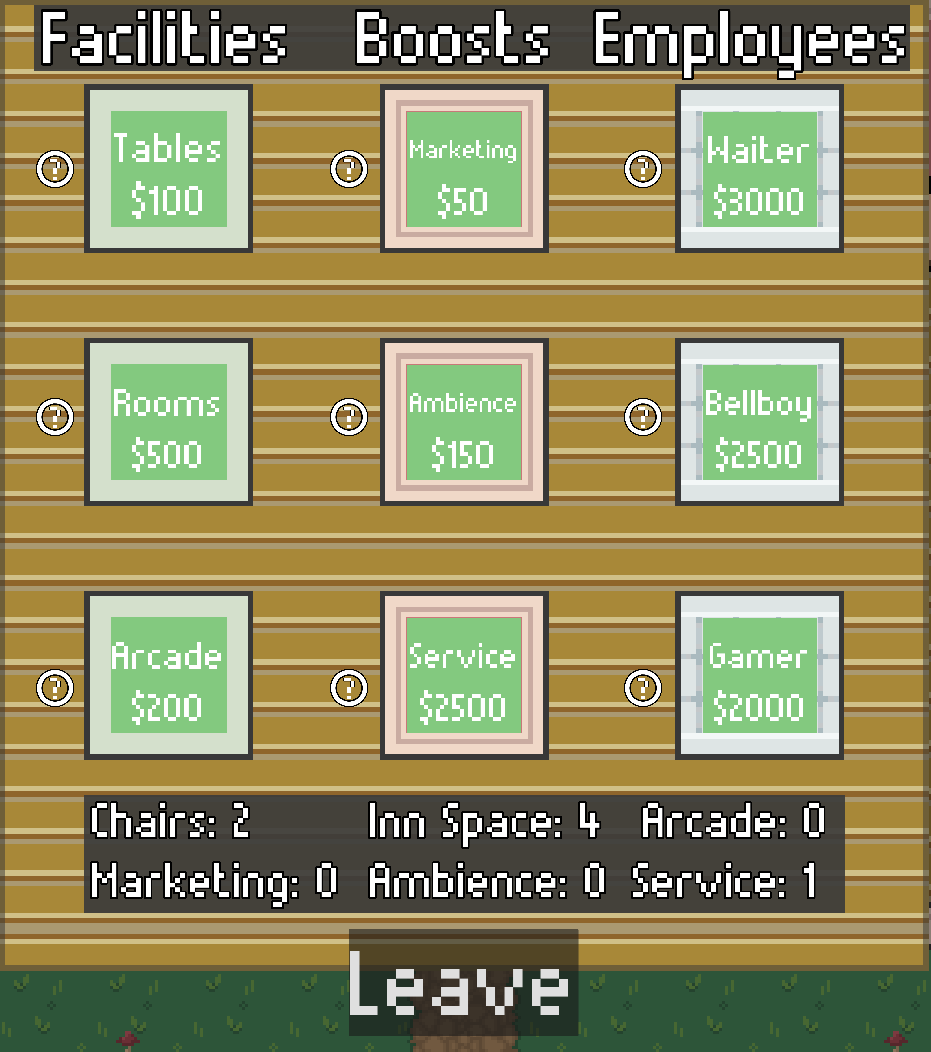 Facilities Boosts Employees
? Tables ? Marketing ? Waiter
$100 $50 $3000
? Rooms ? Ambience ? Bellboy
$500 $150 $2500
? Arcade ? Service ? Gamer
$200 $2500 $2000
Chairs: 2 Inn Space: 4 Arcade: 0
Marketing: 0 Ambience: 0 Service: 1
Leave